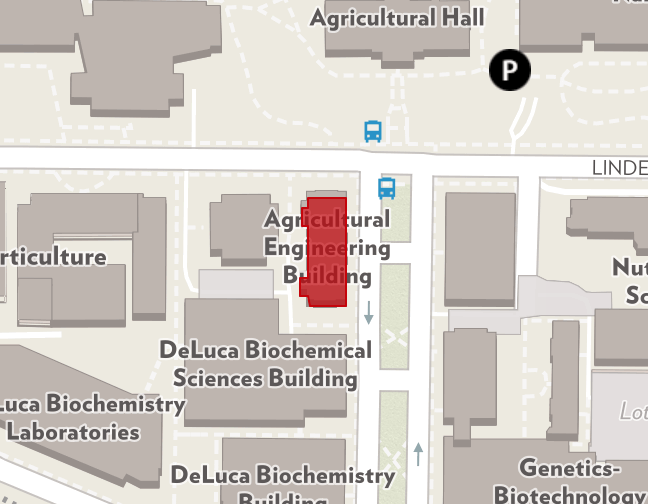 Agricultural Hall
P
LINDE
Agricultural
Engineering
Building
rticulture
Nut
Sc
DeLuca Biochemical
Sciences Building
Luca Biochemistry
Laboratories
Lot
DeLuca Biochemistry
Building
Genetics-
Biotechnology